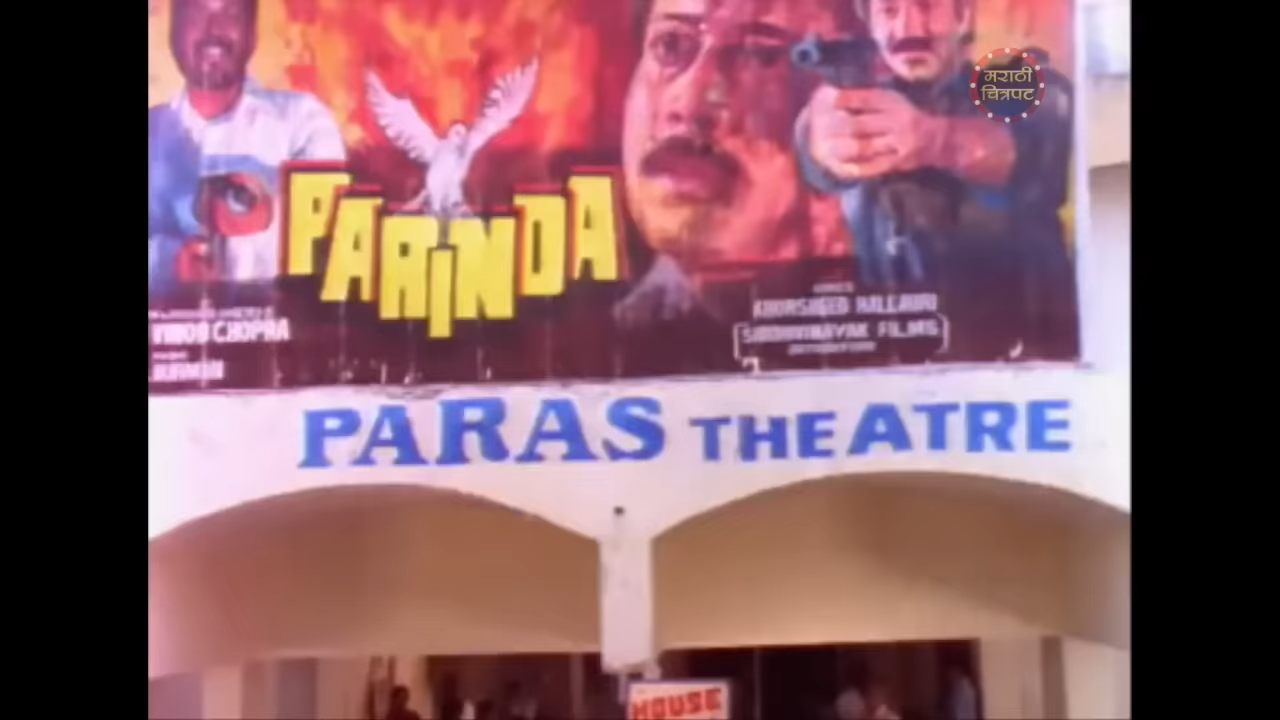 मराठी
चित्रपट
PARINDA
VINOD CHOPRA
KHURSHEED HALLAURI
SIDDHIVINAYAK FILMS
PARAS THEATRE
HOUSE